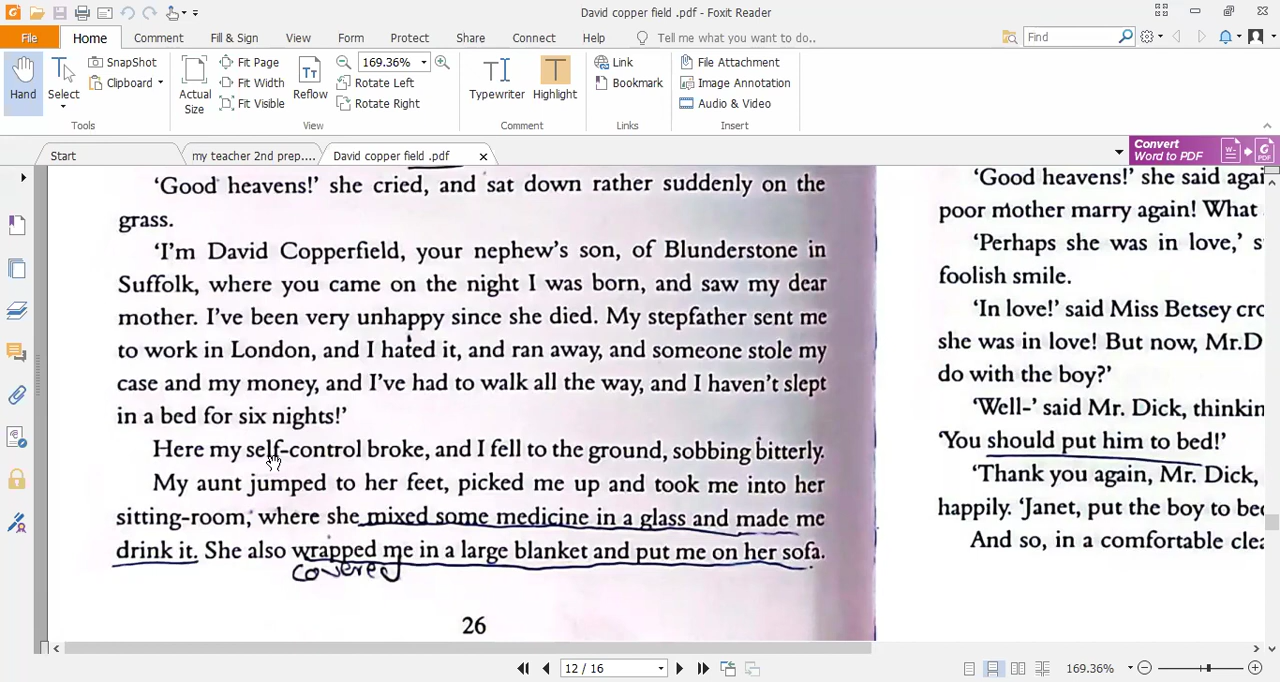 David copper field .pdf - Foxit Reader
File Home Comment Fill & Sign View Form Protect Share Connect Help Tell me what you want to do.. Find
Hand Select SnapShot Clipboard Actual Size Fit Page Fit Width Fit Visible Reflow 169.36% Rotate Left Rotate Right Typewriter Highlight Link Bookmark File Attachment Image Annotation Audio & Video
Tools View Comment Links Insert
Start my teacher 2nd prep.... David copper field .pdf Convert Word to PDF
‘Good heavens!’ she cried, and sat down rather suddenly on the
grass.
‘I’m David Copperfield, your nephew’s son, of Blunderstone in
Suffolk, where you came on the night I was born, and saw my dear
mother. I’ve been very unhappy since she died. My stepfather sent me
to work in London, and I hated it, and ran away, and someone stole my
case and my money, and I’ve had to walk all the way, and I haven’t slept
in a bed for six nights!’
Here my self-control broke, and I fell to the ground, sobbing bitterly.
My aunt jumped to her feet, picked me up and took me into her
sitting-room, where she mixed some medicine in a glass and made me
drink it. She also wrapped me in a large blanket and put me on her sofa.
covered
26
‘Good heavens!’ she said agai
poor mother marry again! What
‘Perhaps she was in love,’ s
foolish smile.
‘In love!’ said Miss Betsey cro
she was in love! But now, Mr.D
do with the boy?’
‘Well-’ said Mr. Dick, thinkin
‘You should put him to bed!’
‘Thank you again, Mr. Dick,
happily. ‘Janet, put the boy to bed
And so, in a comfortable clea
12 / 16 169.36%